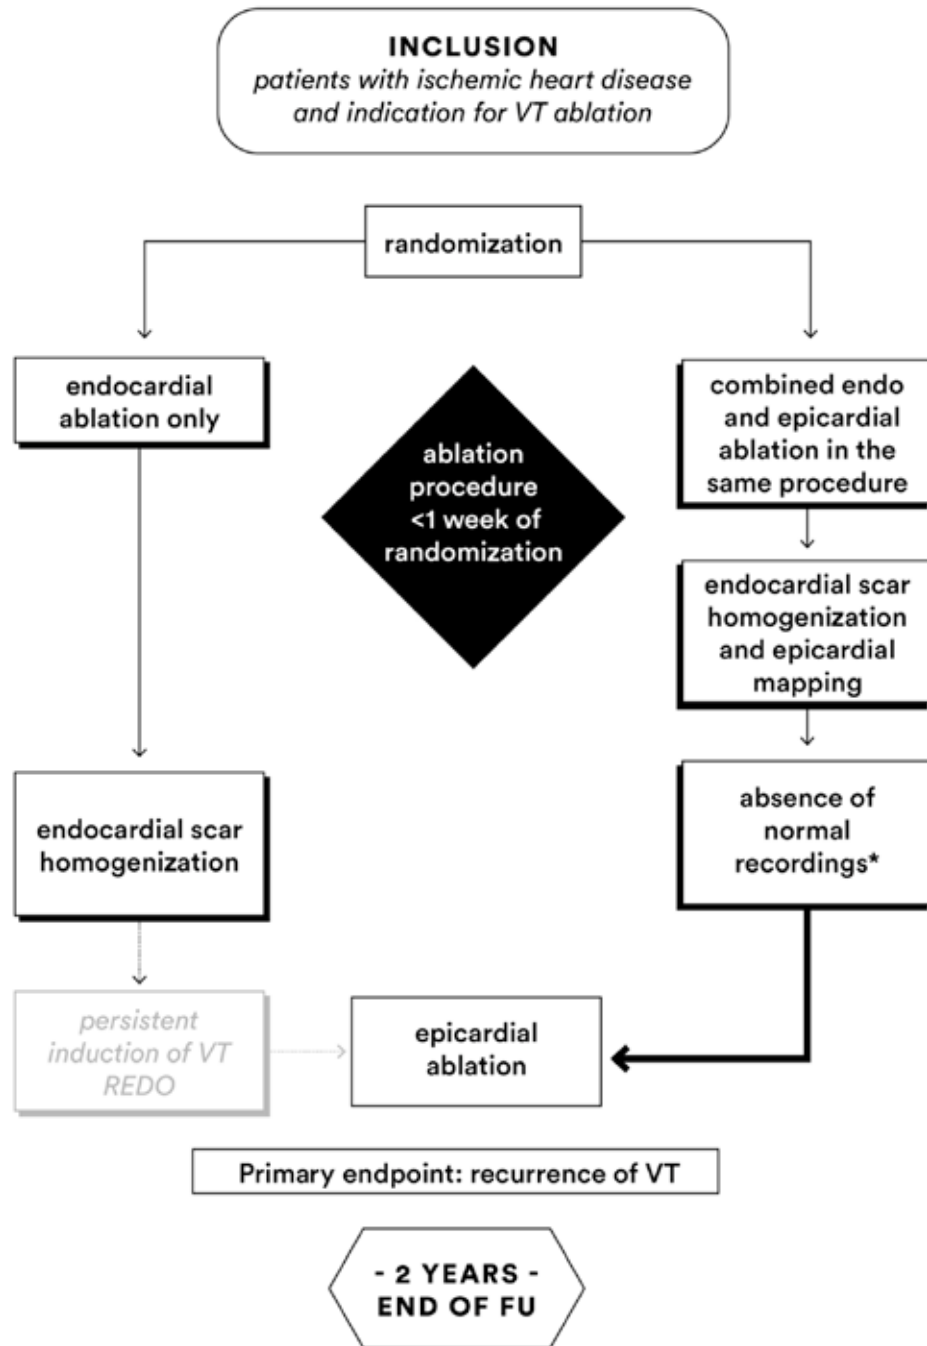 INCLUSION
patients with ischemic heart disease
and indication for VT ablation
randomization
endocardial
ablation only
ablation
procedure
<1 week of
randomization
combined endo
and epicardial
ablation in the
same procedure
endocardial scar
homogenization
and epicardial
mapping
endocardial scar
homogenization
absence of
normal
recordings*
persistent
induction of VT
REDO
epicardial
ablation
Primary endpoint: recurrence of VT
- 2 YEARS -
END OF FU